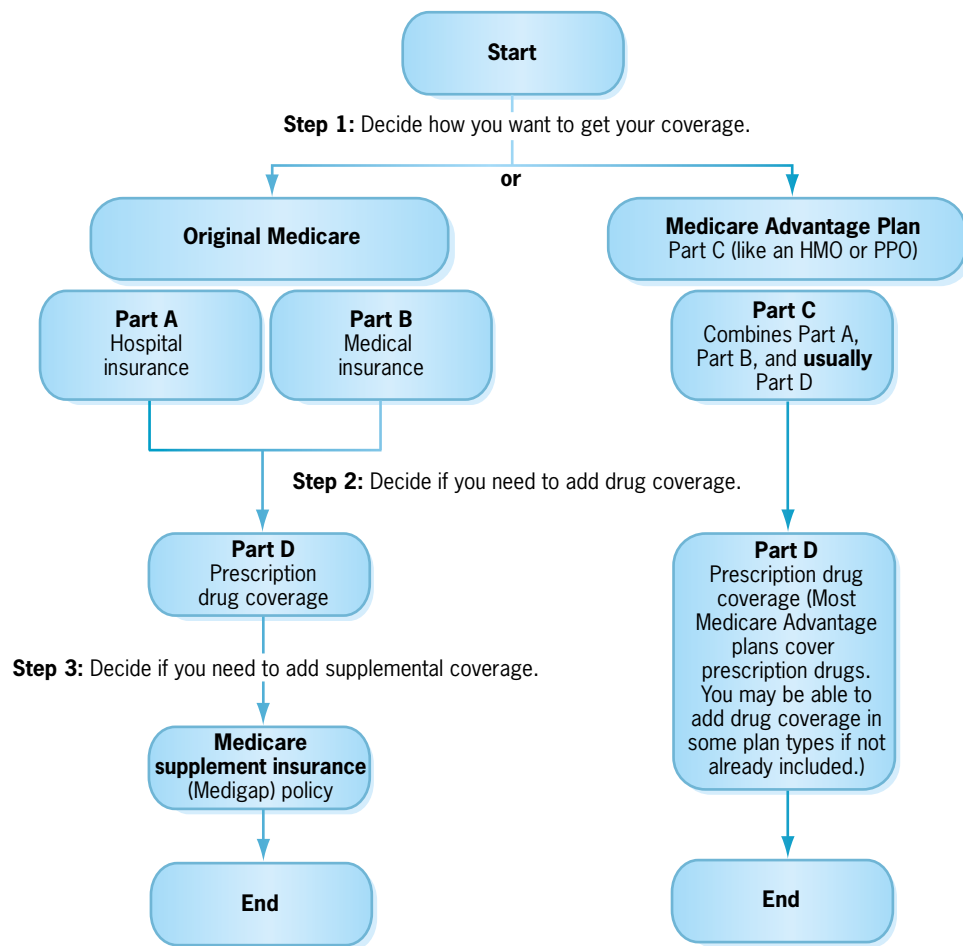 Start
Step 1: Decide how you want to get your coverage.
or
Original Medicare
Medicare Advantage Plan
Part C (like an HMO or PPO)
Part A
Hospital
insurance
Part B
Medical
insurance
Part C
Combines Part A,
Part B, and usually
Part D
Step 2: Decide if you need to add drug coverage.
Part D
Prescription
drug coverage
Part D
Prescription drug
coverage (Most
Medicare Advantage
plans cover
prescription drugs.
You may be able to
add drug coverage in
some plan types if not
already included.)
Step 3: Decide if you need to add supplemental coverage.
Medicare
supplement insurance
(Medigap) policy
End
End